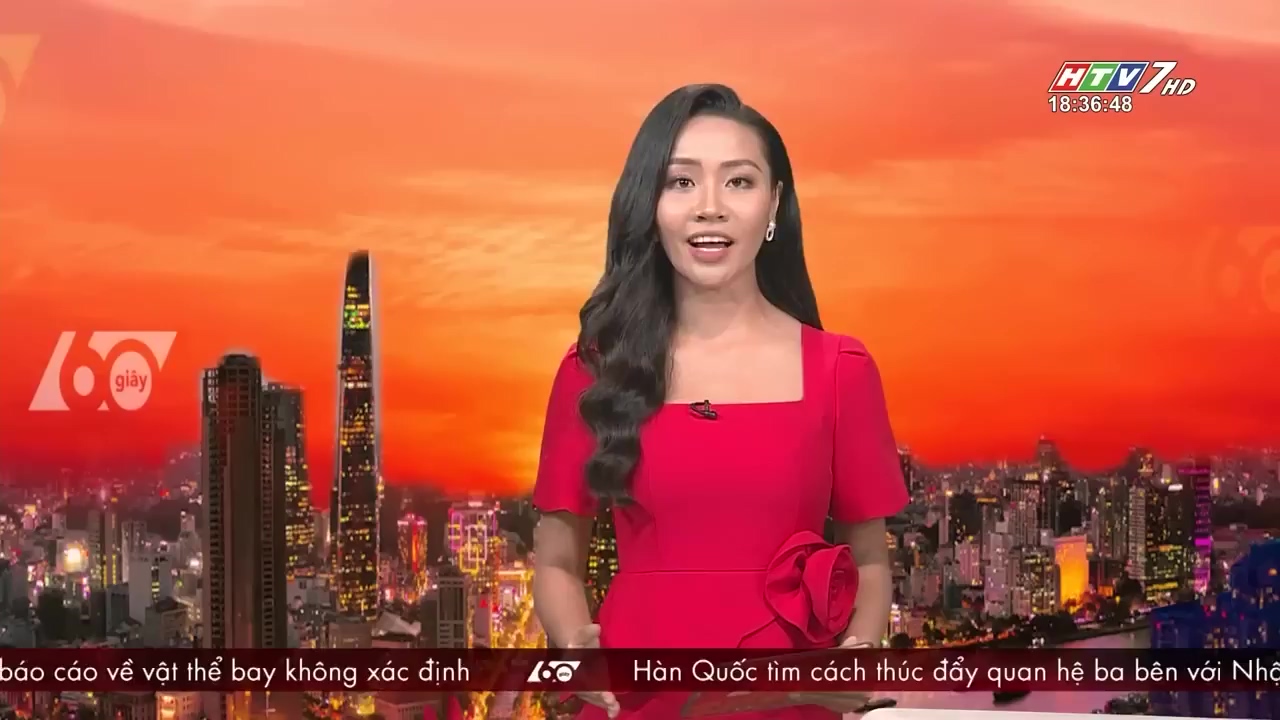 HTV7 HD
18:36:48
60 giây
báo cáo về vật thể bay không xác định 60 giây Hàn Quốc tìm cách thúc đẩy quan hệ ba bên với